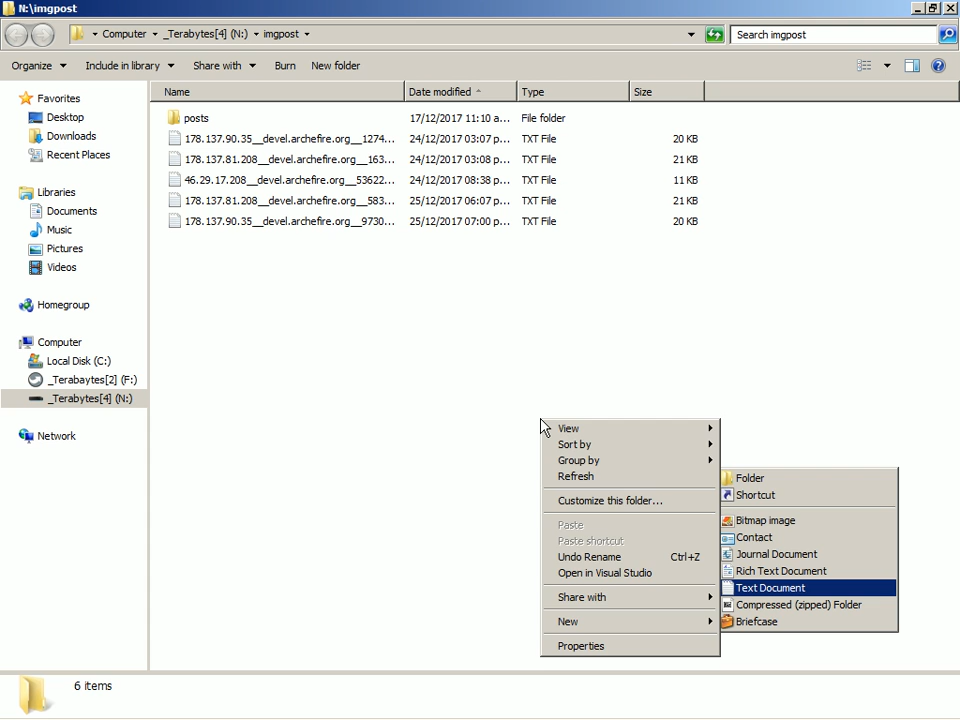 N:\imgpost
Computer _Terabytes[4] (N:) imgpost
Search imgpost
Organize Include in library Share with Burn New folder
Name Date modified Type Size
posts 17/12/2017 11:10 a... File folder
178.137.90.35__devel.archefire.org__1274... 24/12/2017 03:07 p... TXT File 20 KB
178.137.81.208__devel.archefire.org__163... 24/12/2017 03:08 p... TXT File 21 KB
46.29.17.208__devel.archefire.org__53622... 24/12/2017 08:38 p... TXT File 11 KB
178.137.81.208__devel.archefire.org__583... 25/12/2017 06:07 p... TXT File 21 KB
178.137.90.35__devel.archefire.org__9730... 25/12/2017 07:00 p... TXT File 20 KB
Favorites
Desktop
Downloads
Recent Places
Libraries
Documents
Music
Pictures
Videos
Homegroup
Computer
Local Disk (C:)
_Terabaytes[2] (F:)
_Terabytes[4] (N:)
Network
View
Sort by
Group by
Refresh
Customize this folder...
Paste
Paste shortcut
Undo Rename Ctrl+Z
Open in Visual Studio
Share with
New
Properties
Folder
Shortcut
Bitmap image
Contact
Journal Document
Rich Text Document
Text Document
Compressed (zipped) Folder
Briefcase
6 items